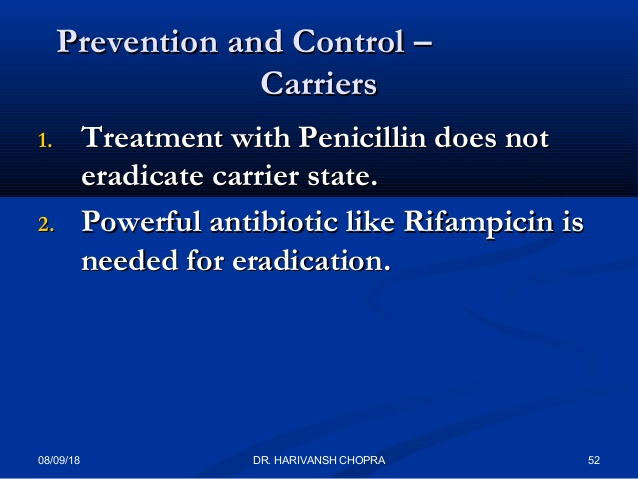 Prevention and Control –
Carriers
1. Treatment with Penicillin does not
eradicate carrier state.
2. Powerful antibiotic like Rifampicin is
needed for eradication.
08/09/18 DR. HARIVANSH CHOPRA 52